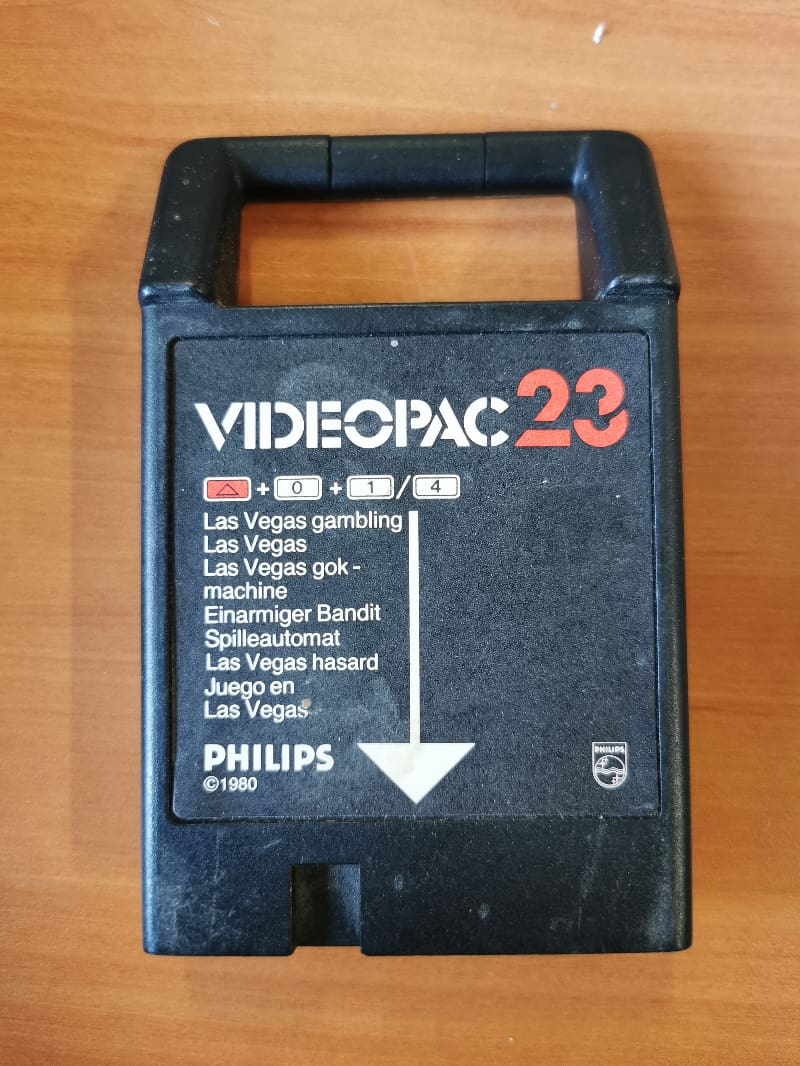 VIDEOPAC 23
△ + 0 + 1 / 4
Las Vegas gambling
Las Vegas
Las Vegas gok-
machine
Einarmiger Bandit
Spilleautomat
Las Vegas hasard
Juego en
Las Vegas
PHILIPS
©1980
PHILIPS